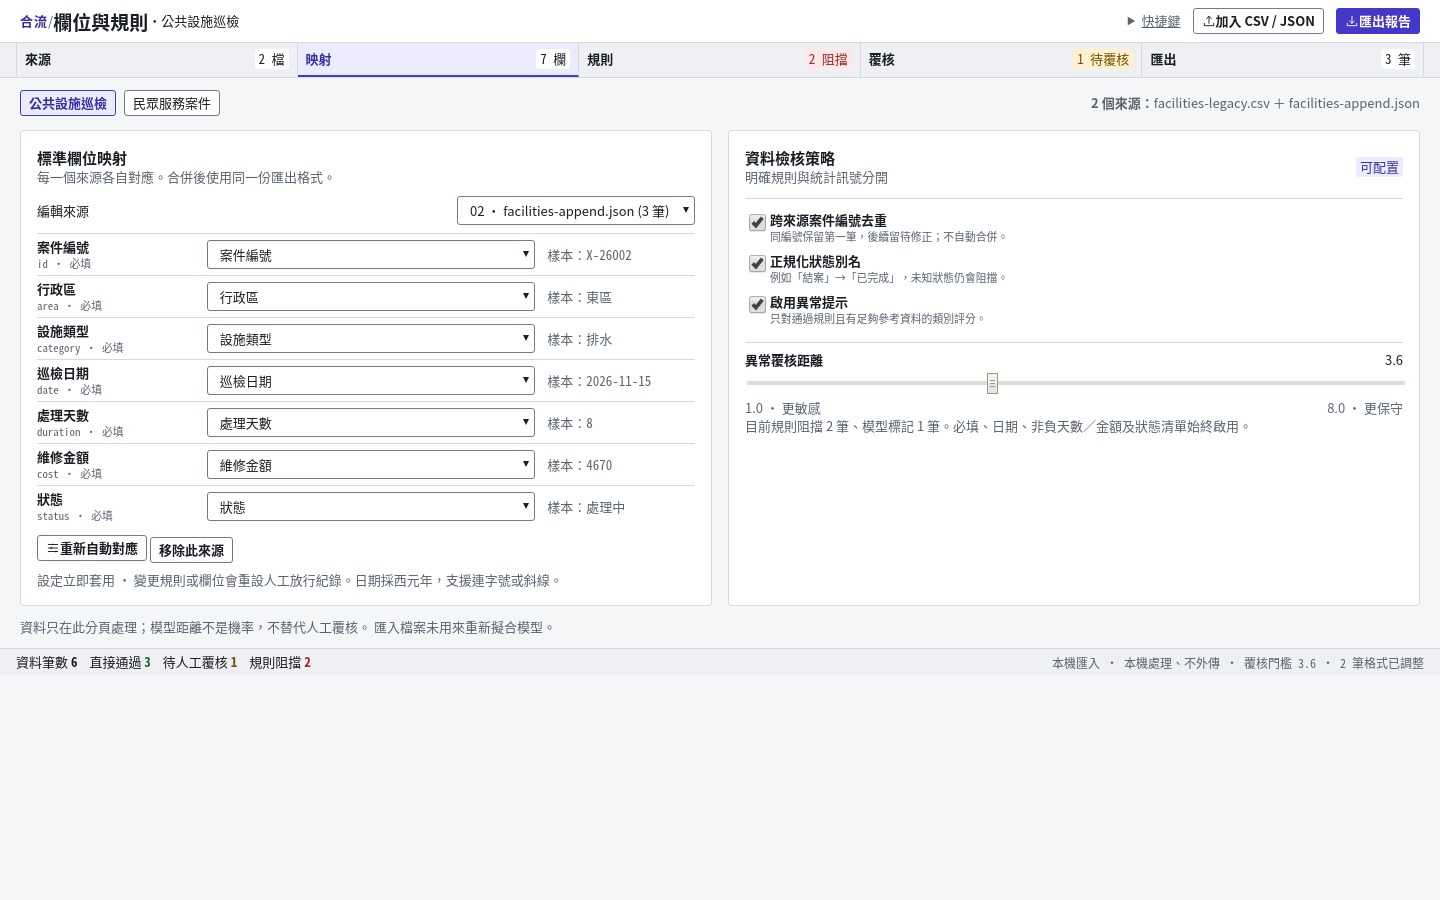 合流/欄位與規則・公共設施巡檢
▶ 快捷鍵
加入 CSV / JSON
匯出報告
來源 2 檔
映射 7 欄
規則 2 阻擋
覆核 1 待覆核
匯出 3 筆
公共設施巡檢
民眾服務案件
2 個來源：facilities-legacy.csv ＋ facilities-append.json
標準欄位映射
每一個來源各自對應。合併後使用同一份匯出格式。
編輯來源
02 · facilities-append.json (3 筆)
案件編號
id · 必填
案件編號
樣本：X-26002
行政區
area · 必填
行政區
樣本：東區
設施類型
category · 必填
設施類型
樣本：排水
巡檢日期
date · 必填
巡檢日期
樣本：2026-11-15
處理天數
duration · 必填
處理天數
樣本：8
維修金額
cost · 必填
維修金額
樣本：4670
狀態
status · 必填
狀態
樣本：處理中
重新自動對應
移除此來源
設定立即套用 · 變更規則或欄位會重設人工放行紀錄。日期採西元年，支援連字號或斜線。
資料檢核策略
明確規則與統計訊號分開
可配置
跨來源案件編號去重
同編號保留第一筆，後續留待修正；不自動合併。
正規化狀態別名
例如「結案」→「已完成」，未知狀態仍會阻擋。
啟用異常提示
只對通過規則且有足夠參考資料的類別評分。
異常覆核距離
3.6
1.0 · 更敏感
8.0 · 更保守
目前規則阻擋 2 筆、模型標記 1 筆。必填、日期、非負天數／金額及狀態清單始終啟用。
資料只在此分頁處理；模型距離不是機率，不替代人工覆核。 匯入檔案未用來重新擬合模型。
資料筆數 6 直接通過 3 待人工覆核 1 規則阻擋 2
本機匯入 · 本機處理、不外傳 · 覆核門檻 3.6 · 2 筆格式已調整